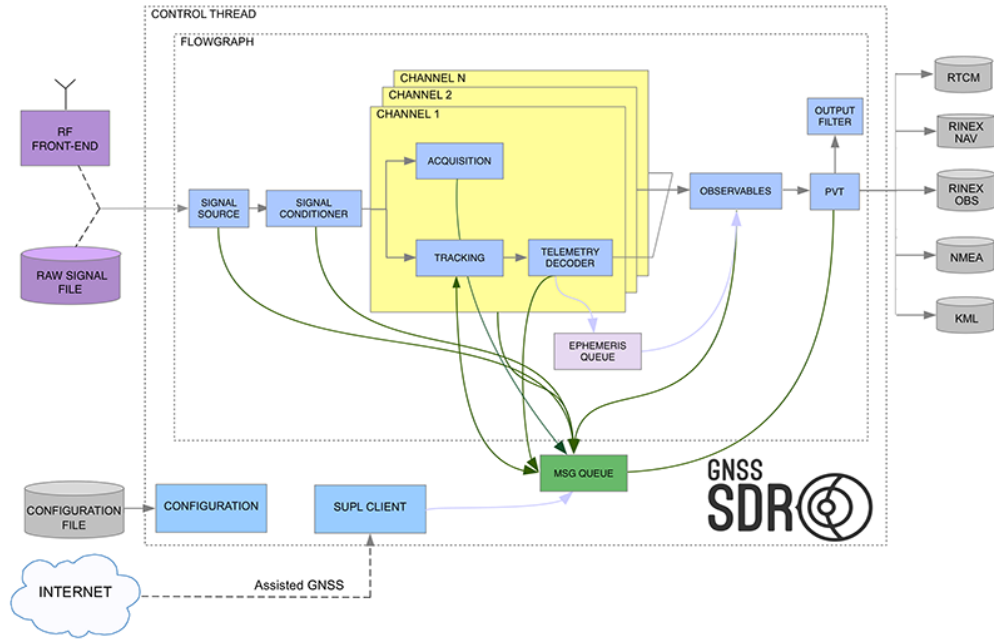 CONTROL THREAD
FLOWGRAPH
CHANNEL N
CHANNEL 2
CHANNEL 1
RF
FRONT-END
RAW SIGNAL
FILE
SIGNAL
SOURCE
SIGNAL
CONDITIONER
ACQUISITION
TRACKING
TELEMETRY
DECODER
EPHEMERIS
QUEUE
OBSERVABLES
OUTPUT
FILTER
PVT
RTCM
RINEX
NAV
RINEX
OBS
NMEA
KML
MSG QUEUE
GNSS
SDR
CONFIGURATION
FILE
CONFIGURATION
SUPL CLIENT
INTERNET
Assisted GNSS